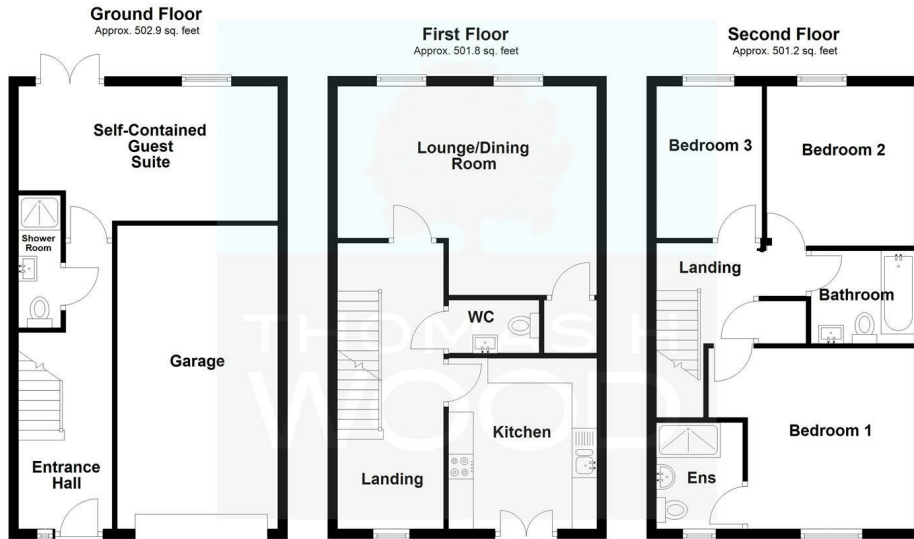 Ground Floor
Approx. 502.9 sq. feet
Self-Contained
Guest
Suite
Shower
Room
Garage
Entrance
Hall
First Floor
Approx. 501.8 sq. feet
Lounge/Dining
Room
WC
Kitchen
Landing
Second Floor
Approx. 501.2 sq. feet
Bedroom 3
Bedroom 2
Landing
Bathroom
Bedroom 1
Ens
THOMAS H
WOOD